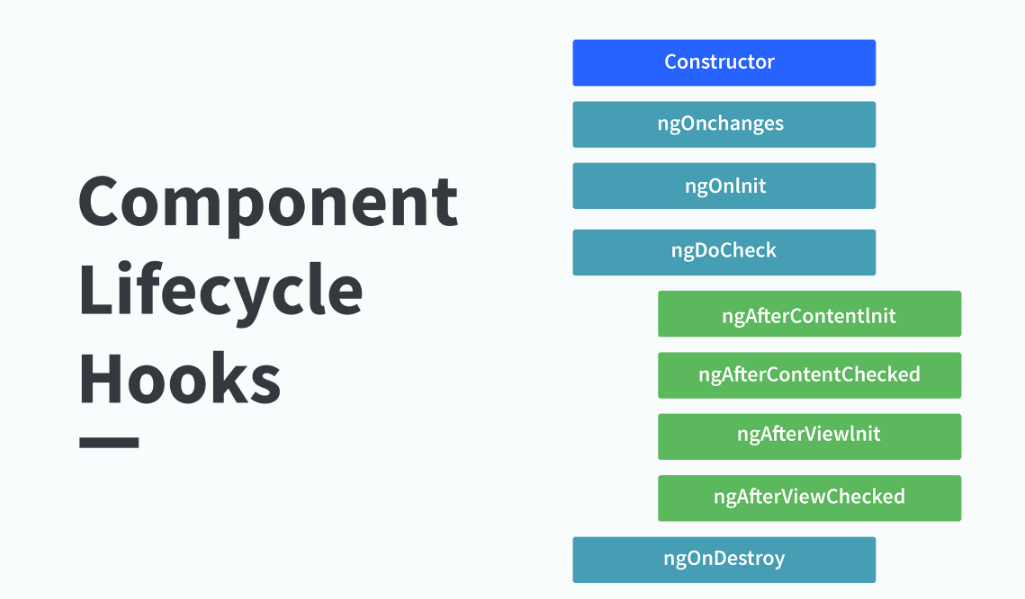 Component
Lifecycle
Hooks
Constructor
ngOnchanges
ngOnInit
ngDoCheck
ngAfterContentInit
ngAfterContentChecked
ngAfterViewInit
ngAfterViewChecked
ngOnDestroy